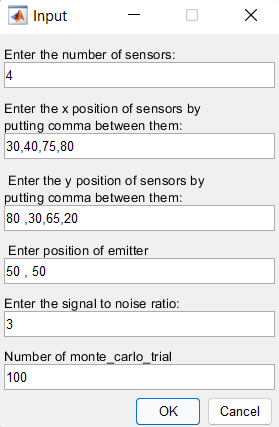 Input
Enter the number of sensors:
4
Enter the x position of sensors by
putting comma between them:
30,40,75,80
Enter the y position of sensors by
putting comma between them:
80 ,30,65,20
Enter position of emitter
50 , 50
Enter the signal to noise ratio:
3
Number of monte_carlo_trial
100
OK Cancel